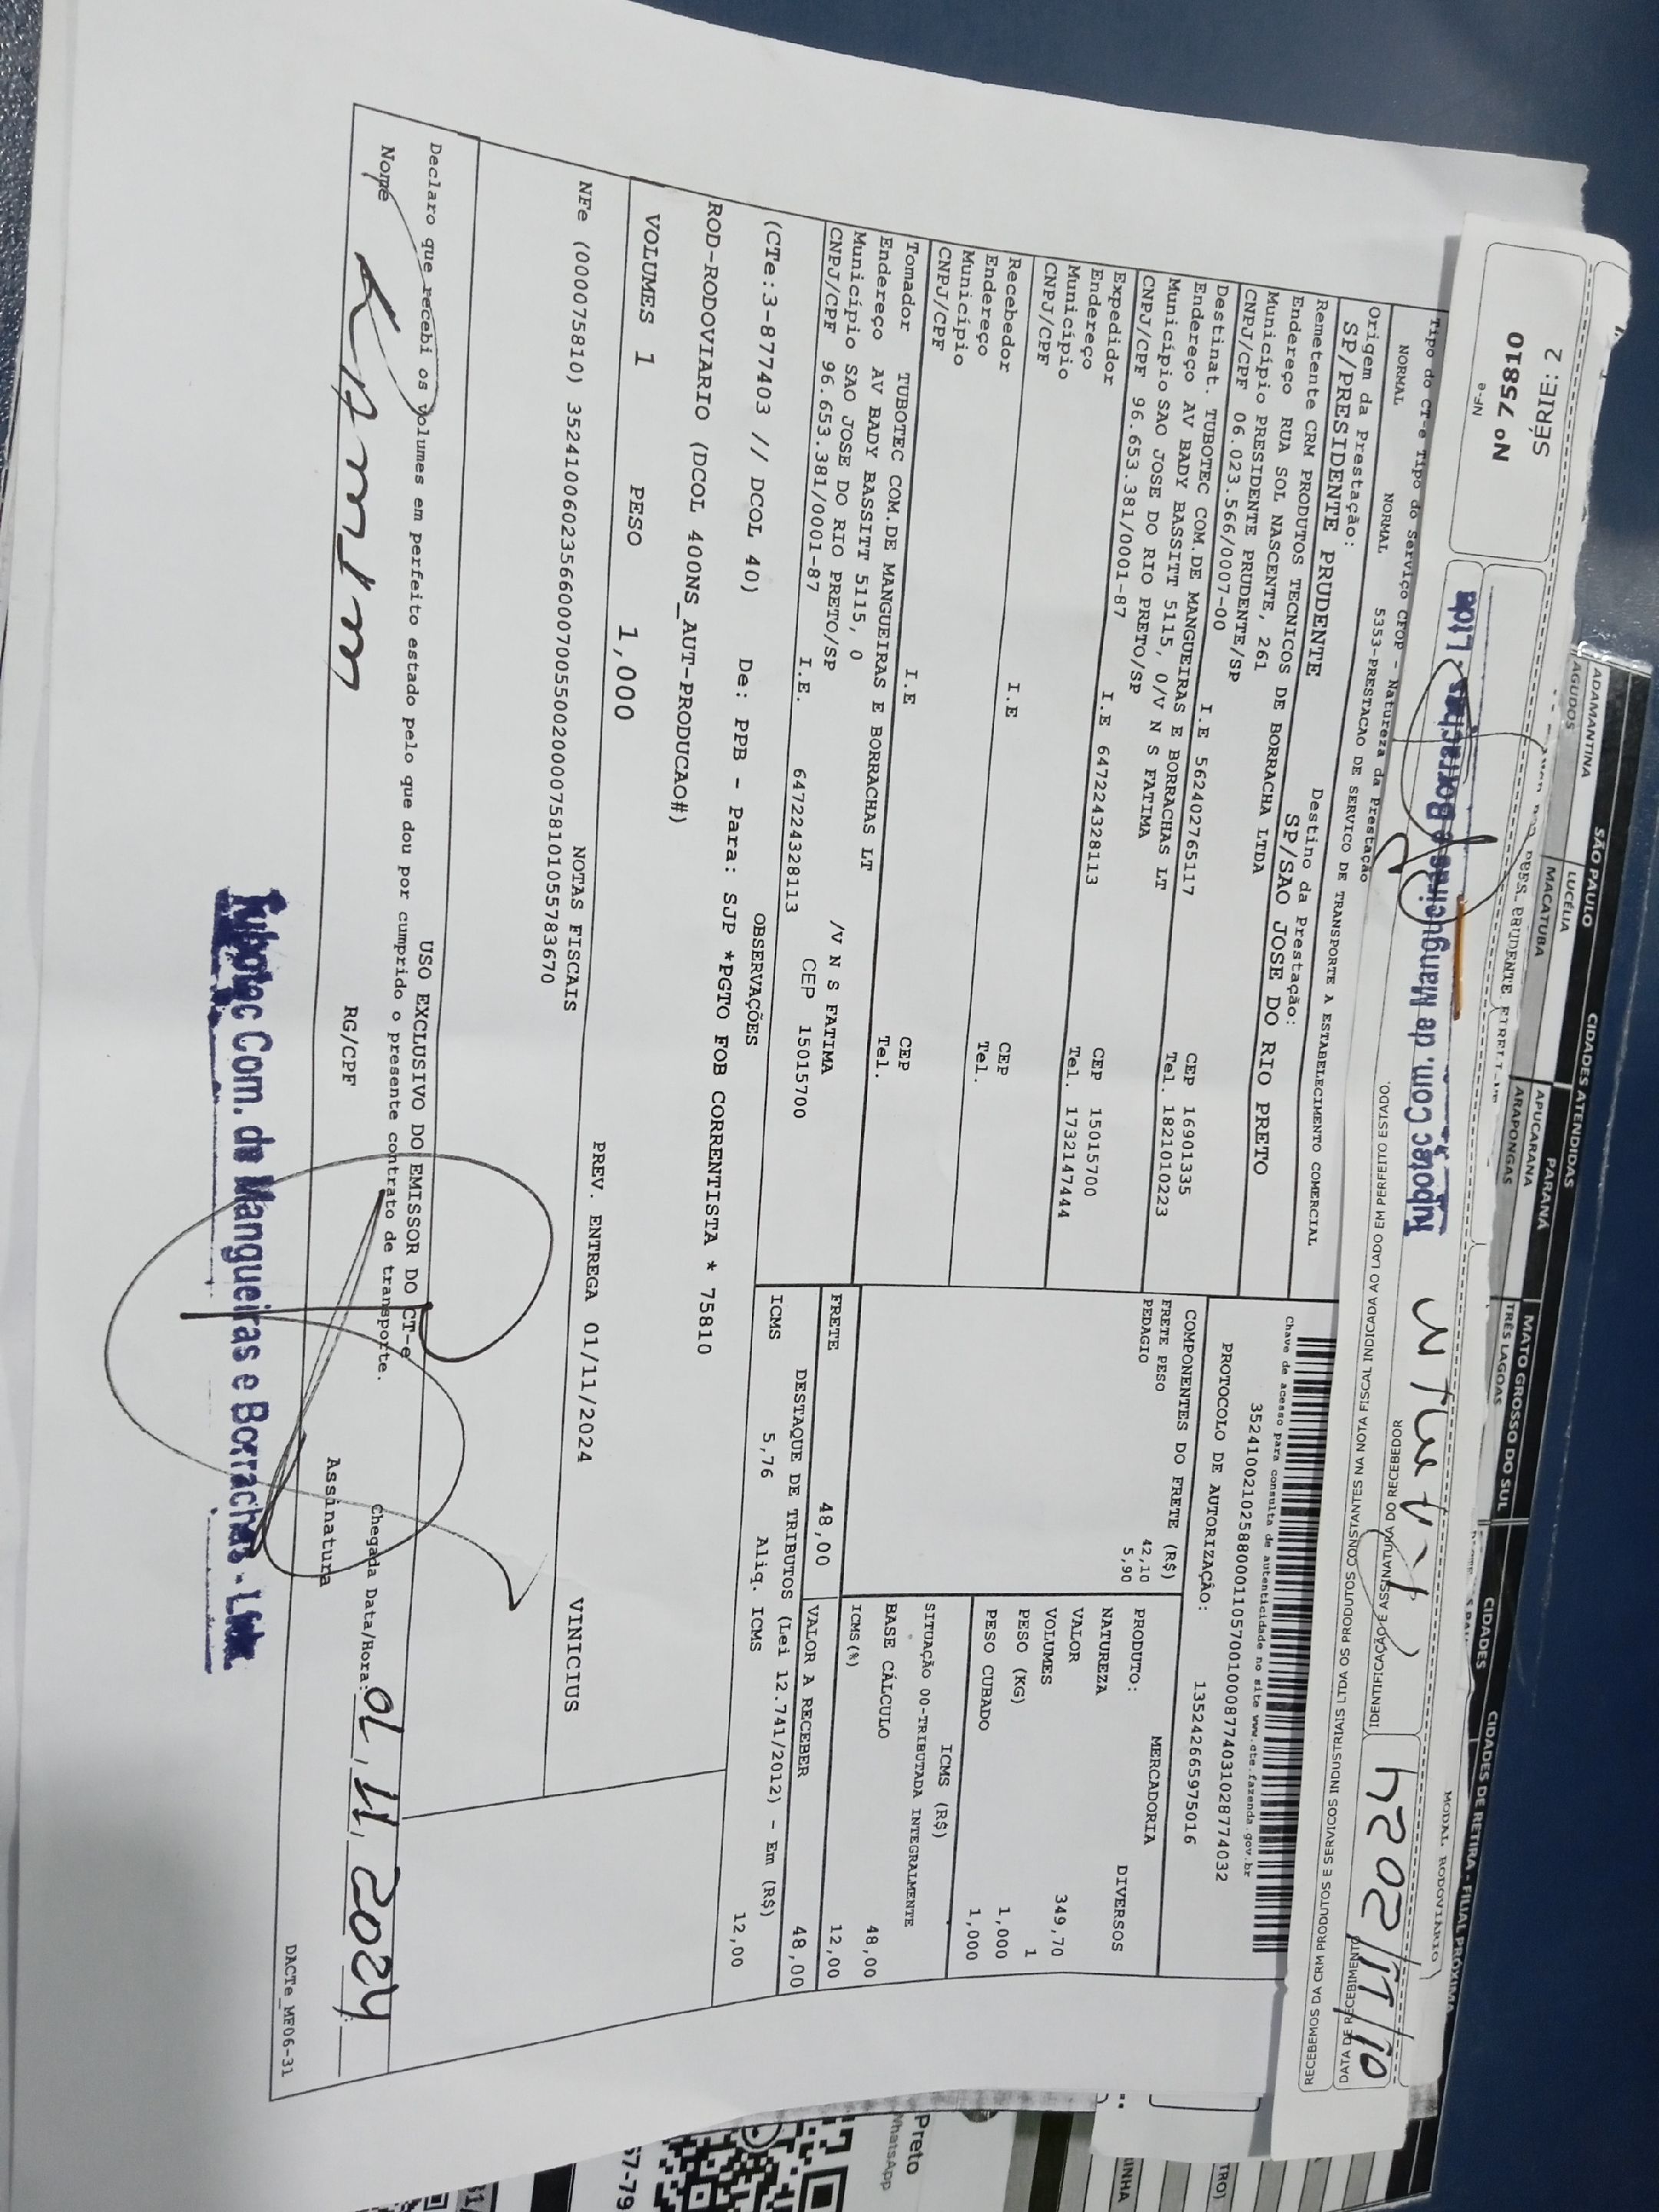 SÃO PAULO
CIDADES ATENDIDAS
PARANÁ
MATO GROSSO DO SUL
CIDADES
CIDADES DE RETIRA - FILIAL PRÓXIMA
ADAMANTINA
LUCÉLIA
APUCARANA
TRÊS LAGOAS
AGUDOS
MACATUBA
ARAPONGAS
MODAL RODOVIÁRIO
NF-e
Nº 75810
SÉRIE: 2
RECEBEMOS DA CRM PRODUTOS E SERVICOS INDUSTRIAIS LTDA OS PRODUTOS CONSTANTES NA NOTA FISCAL INDICADA AO LADO EM PERFEITO ESTADO.
DATA DE RECEBIMENTO
IDENTIFICAÇÃO E ASSINATURA DO RECEBEDOR
01/11/2024
Tubotec Com. de Mangueiras e Borrachas - Ltda
Tipo do CT-e Tipo do Serviço CFOP - Natureza da Prestação
NORMAL NORMAL 5353-PRESTACAO DE SERVICO DE TRANSPORTE A ESTABELECIMENTO COMERCIAL
Origem da Prestação: Destino da Prestação:
SP/PRESIDENTE PRUDENTE SP/SAO JOSE DO RIO PRETO
Remetente CRM PRODUTOS TECNICOS DE BORRACHA LTDA
Endereço RUA SOL NASCENTE, 261
Município PRESIDENTE PRUDENTE/SP CEP 16901335
CNPJ/CPF 06.023.566/0007-00 I.E 562402765117 Tel. 1821010223
Destinat. TUBOTEC COM.DE MANGUEIRAS E BORRACHAS LT
Endereço AV BADY BASSITT 5115, 0/V N S FATIMA
Município SAO JOSE DO RIO PRETO/SP CEP 15015700
CNPJ/CPF 96.653.381/0001-87 I.E 647224328113 Tel. 1732147444
Expedidor
Endereço
Município CEP
CNPJ/CPF I.E Tel.
Recebedor
Endereço
Município CEP
CNPJ/CPF I.E Tel.
Tomador TUBOTEC COM.DE MANGUEIRAS E BORRACHAS LT
Endereço AV BADY BASSITT 5115, 0 /V N S FATIMA
Município SAO JOSE DO RIO PRETO/SP CEP 15015700
CNPJ/CPF 96.653.381/0001-87 I.E. 647224328113
Chave de acesso para consulta de autenticidade no site www.cte.fazenda.gov.br
35241002102588000110570010008774031028774032
PROTOCOLO DE AUTORIZAÇÃO: 135242665975016
COMPONENTES DO FRETE (R$)
FRETE PESO 42,10
PEDAGIO 5,90
MERCADORIA
PRODUTO: DIVERSOS
NATUREZA
VALOR 349,70
VOLUMES 1
PESO (KG) 1,000
PESO CUBADO 1,000
ICMS (R$)
SITUAÇÃO 00-TRIBUTADA INTEGRALMENTE
BASE CÁLCULO 48,00
ICMS(%) 12,00
FRETE 48,00 VALOR A RECEBER 48,00
DESTAQUE DE TRIBUTOS (Lei 12.741/2012) - Em (R$)
ICMS 5,76 Aliq. ICMS 12,00
OBSERVAÇÕES
(CTe:3-877403 // DCOL 40) De: PPB - Para: SJP *PGTO FOB CORRENTISTA * 75810
ROD-RODOVIARIO (DCOL 400NS_AUT-PRODUCAO#)
VOLUMES 1 PESO 1,000 PREV. ENTREGA 01/11/2024 VINICIUS
NOTAS FISCAIS
NFe (000075810) 35241006023566000700550020000758101055783670
USO EXCLUSIVO DO EMISSOR DO CT-e
Declaro que recebi os volumes em perfeito estado pelo que dou por cumprido o presente contrato de transporte.
Chegada Data/Hora: 01/11/2024
Nome RG/CPF Assinatura
DACTe_MF06-31
Tubotec Com. de Mangueiras e Borrachas - Ltda
Preto
WhatsApp